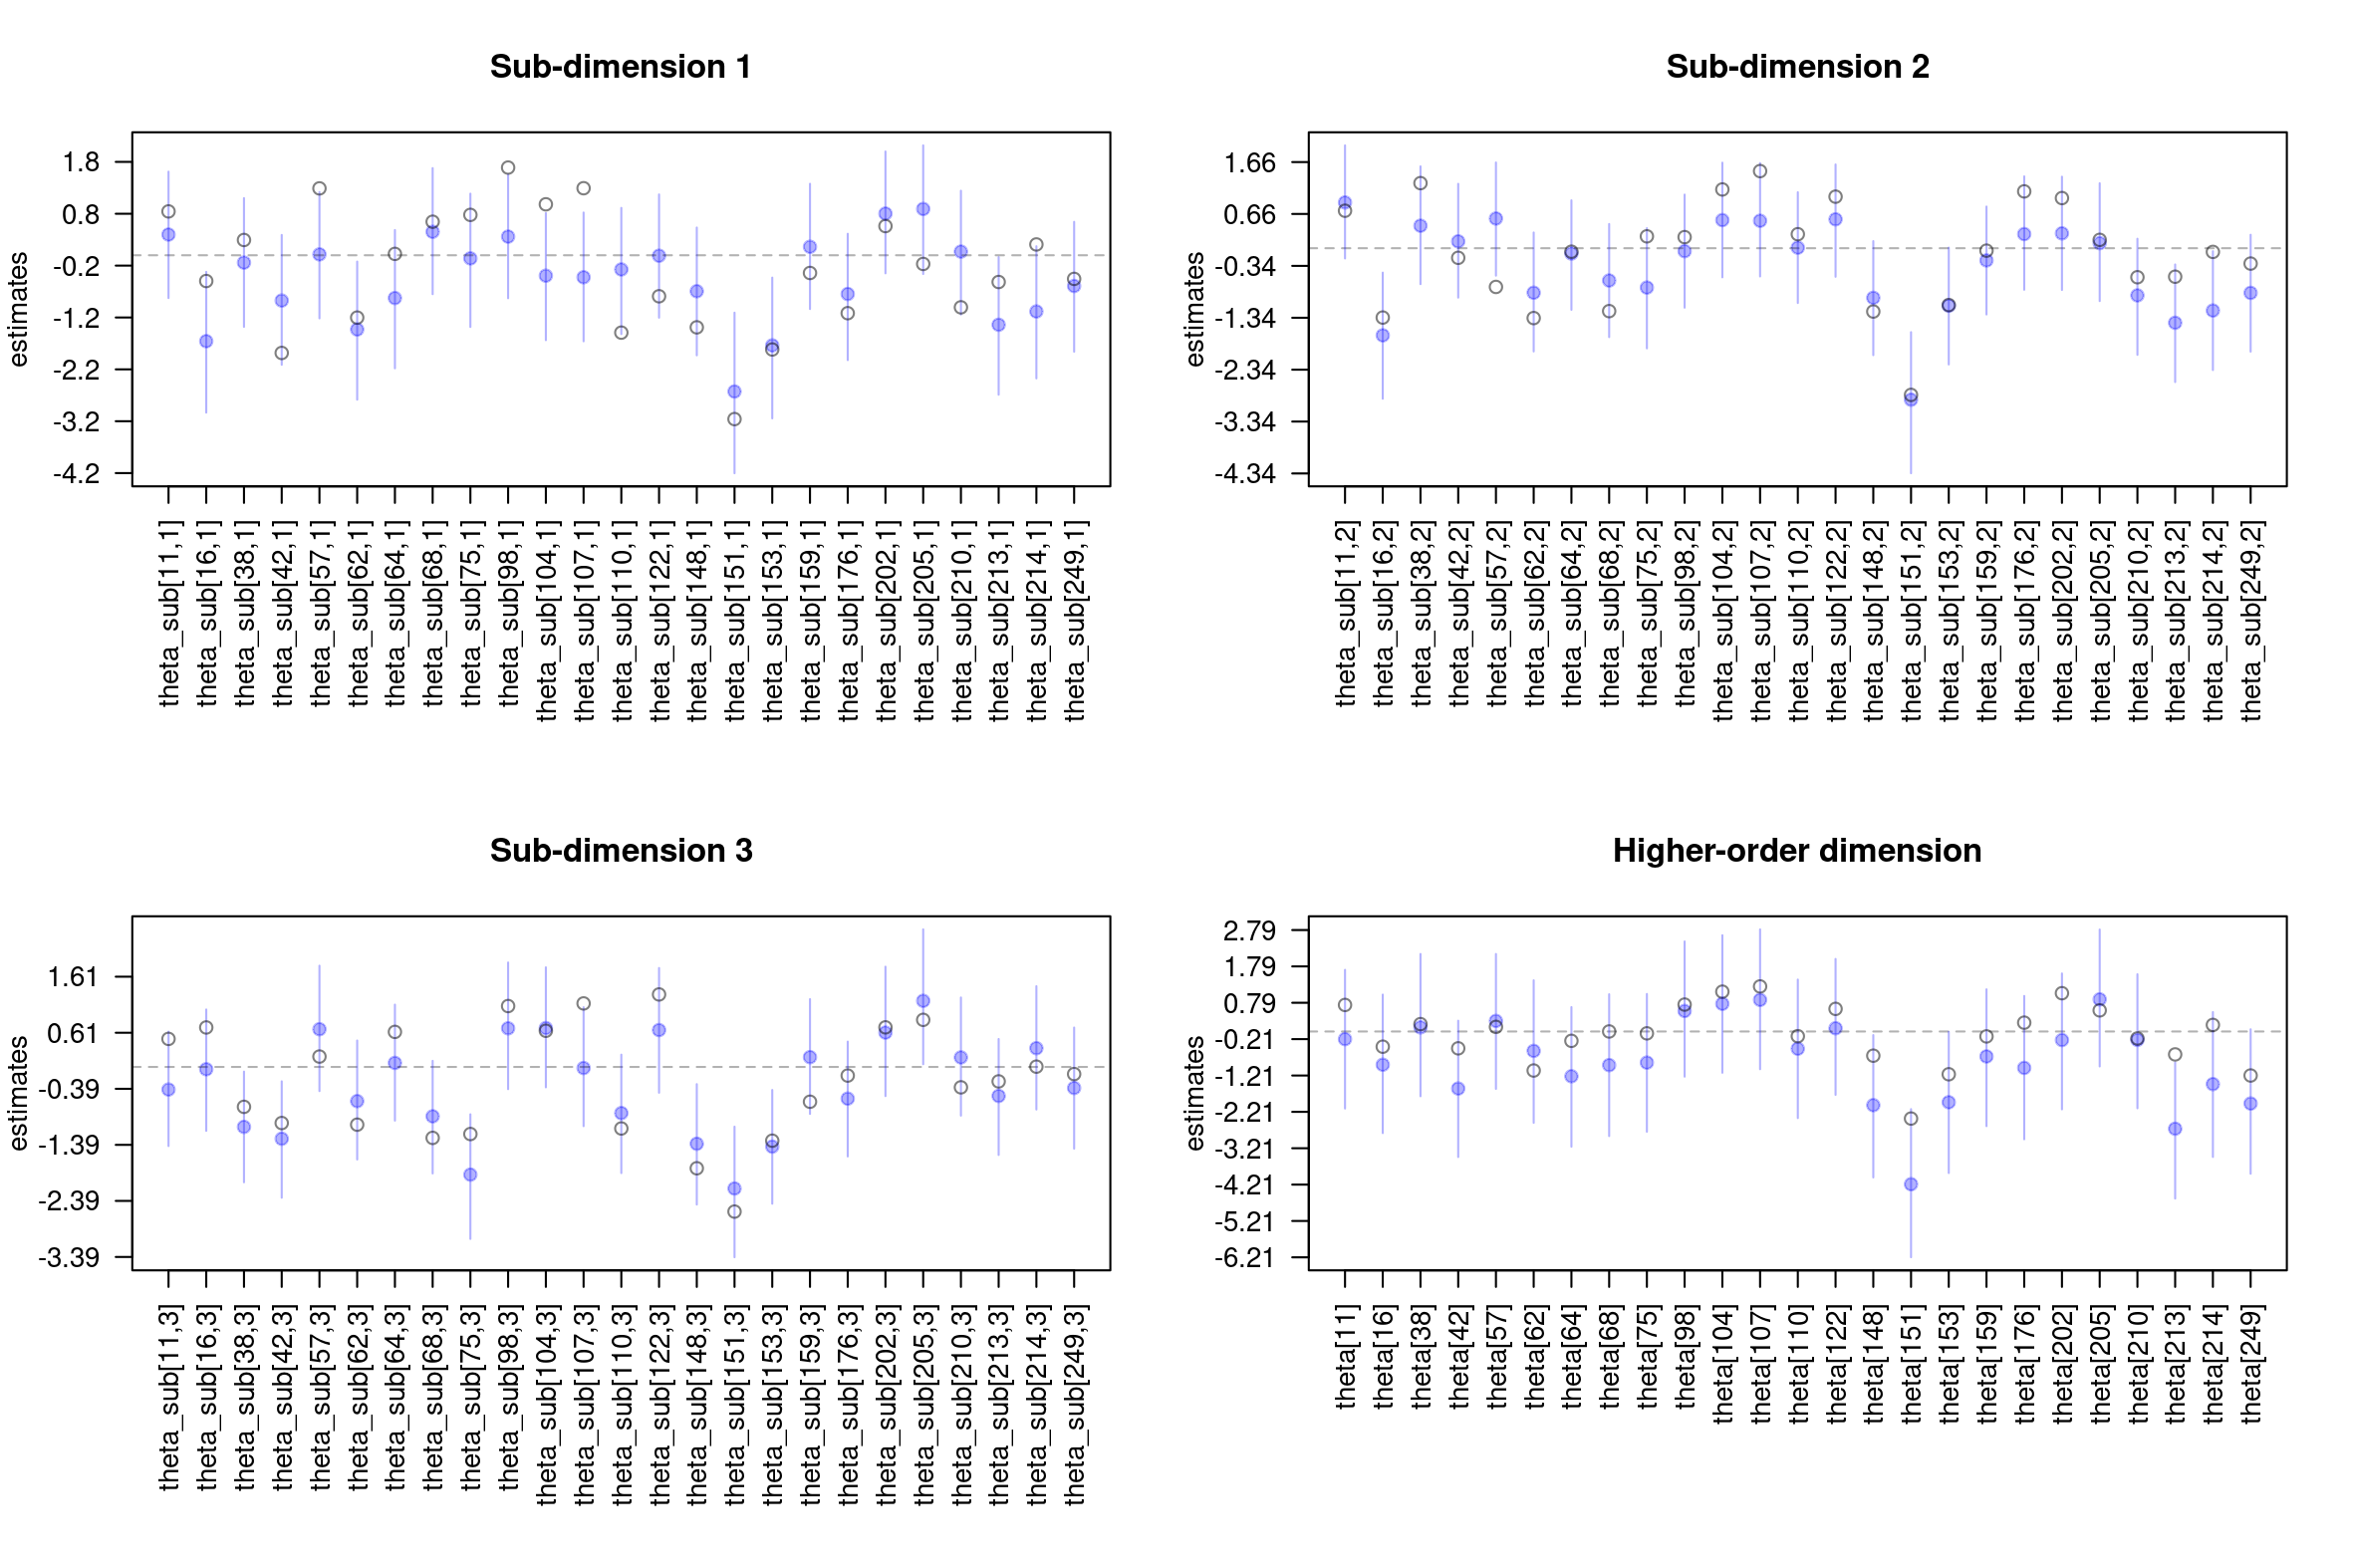 Sub-dimension 1
estimates
1.8
0.8
-0.2
-1.2
-2.2
-3.2
-4.2
theta_sub[11,1]
theta_sub[16,1]
theta_sub[38,1]
theta_sub[42,1]
theta_sub[57,1]
theta_sub[62,1]
theta_sub[64,1]
theta_sub[68,1]
theta_sub[75,1]
theta_sub[98,1]
theta_sub[104,1]
theta_sub[107,1]
theta_sub[110,1]
theta_sub[122,1]
theta_sub[148,1]
theta_sub[151,1]
theta_sub[153,1]
theta_sub[159,1]
theta_sub[176,1]
theta_sub[202,1]
theta_sub[205,1]
theta_sub[210,1]
theta_sub[213,1]
theta_sub[214,1]
theta_sub[249,1]
Sub-dimension 2
estimates
1.66
0.66
-0.34
-1.34
-2.34
-3.34
-4.34
theta_sub[11,2]
theta_sub[16,2]
theta_sub[38,2]
theta_sub[42,2]
theta_sub[57,2]
theta_sub[62,2]
theta_sub[64,2]
theta_sub[68,2]
theta_sub[75,2]
theta_sub[98,2]
theta_sub[104,2]
theta_sub[107,2]
theta_sub[110,2]
theta_sub[122,2]
theta_sub[148,2]
theta_sub[151,2]
theta_sub[153,2]
theta_sub[159,2]
theta_sub[176,2]
theta_sub[202,2]
theta_sub[205,2]
theta_sub[210,2]
theta_sub[213,2]
theta_sub[214,2]
theta_sub[249,2]
Sub-dimension 3
estimates
1.61
0.61
-0.39
-1.39
-2.39
-3.39
theta_sub[11,3]
theta_sub[16,3]
theta_sub[38,3]
theta_sub[42,3]
theta_sub[57,3]
theta_sub[62,3]
theta_sub[64,3]
theta_sub[68,3]
theta_sub[75,3]
theta_sub[98,3]
theta_sub[104,3]
theta_sub[107,3]
theta_sub[110,3]
theta_sub[122,3]
theta_sub[148,3]
theta_sub[151,3]
theta_sub[153,3]
theta_sub[159,3]
theta_sub[176,3]
theta_sub[202,3]
theta_sub[205,3]
theta_sub[210,3]
theta_sub[213,3]
theta_sub[214,3]
theta_sub[249,3]
Higher-order dimension
estimates
2.79
1.79
0.79
-0.21
-1.21
-2.21
-3.21
-4.21
-5.21
-6.21
theta[11]
theta[16]
theta[38]
theta[42]
theta[57]
theta[62]
theta[64]
theta[68]
theta[75]
theta[98]
theta[104]
theta[107]
theta[110]
theta[122]
theta[148]
theta[151]
theta[153]
theta[159]
theta[176]
theta[202]
theta[205]
theta[210]
theta[213]
theta[214]
theta[249]